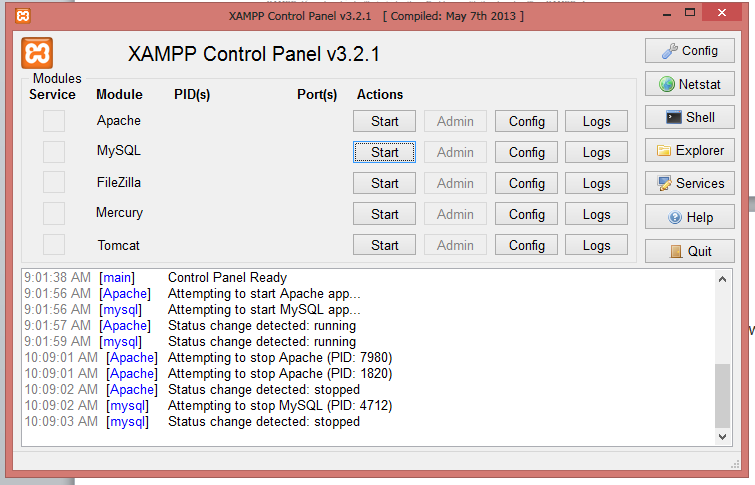 XAMPP Control Panel v3.2.1 [ Compiled: May 7th 2013 ]
XAMPP Control Panel v3.2.1
Config
Modules
Service Module PID(s) Port(s) Actions
Netstat
Apache Start Admin Config Logs
Shell
MySQL Start Admin Config Logs
Explorer
FileZilla Start Admin Config Logs
Services
Mercury Start Admin Config Logs
Help
Tomcat Start Admin Config Logs
Quit
9:01:38 AM [main] Control Panel Ready
9:01:56 AM [Apache] Attempting to start Apache app...
9:01:56 AM [mysql] Attempting to start MySQL app...
9:01:57 AM [Apache] Status change detected: running
9:01:59 AM [mysql] Status change detected: running
10:09:01 AM [Apache] Attempting to stop Apache (PID: 7980)
10:09:01 AM [Apache] Attempting to stop Apache (PID: 1820)
10:09:02 AM [Apache] Status change detected: stopped
10:09:02 AM [mysql] Attempting to stop MySQL (PID: 4712)
10:09:03 AM [mysql] Status change detected: stopped